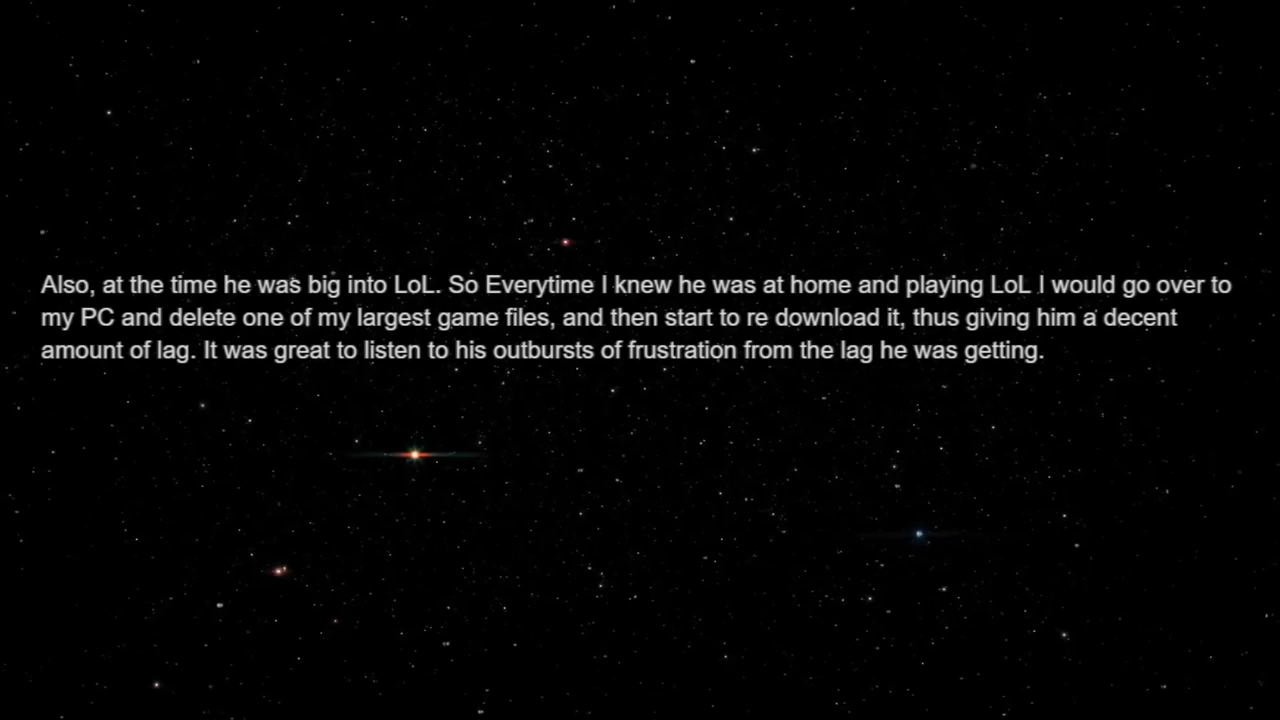 Also, at the time he was big into LoL. So Everytime I knew he was at home and playing LoL I would go over to
my PC and delete one of my largest game files, and then start to re download it, thus giving him a decent
amount of lag. It was great to listen to his outbursts of frustration from the lag he was getting.